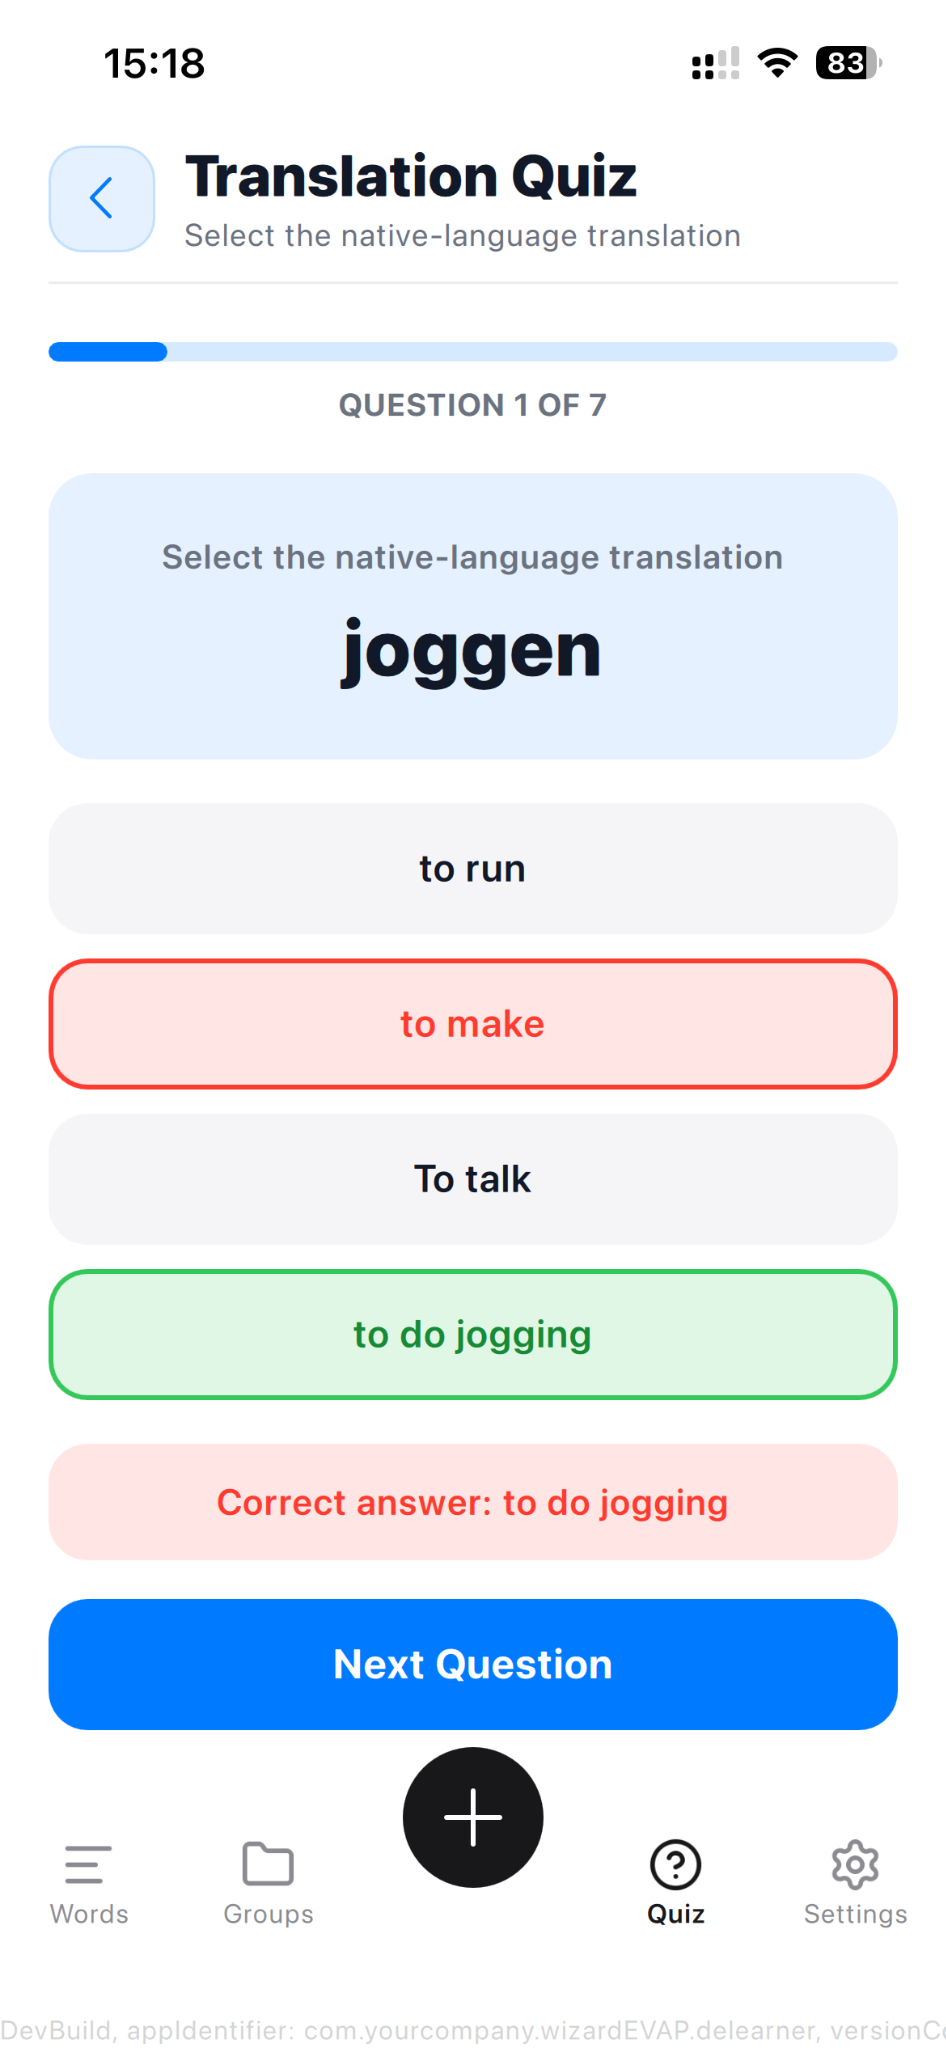 15:18
83
Translation Quiz
Select the native-language translation
QUESTION 1 OF 7
Select the native-language translation
joggen
to run
to make
To talk
to do jogging
Correct answer: to do jogging
Next Question
Words
Groups
Quiz
Settings
DevBuild, appIdentifier: com.yourcompany.wizardEVAP.delearner, versionCo